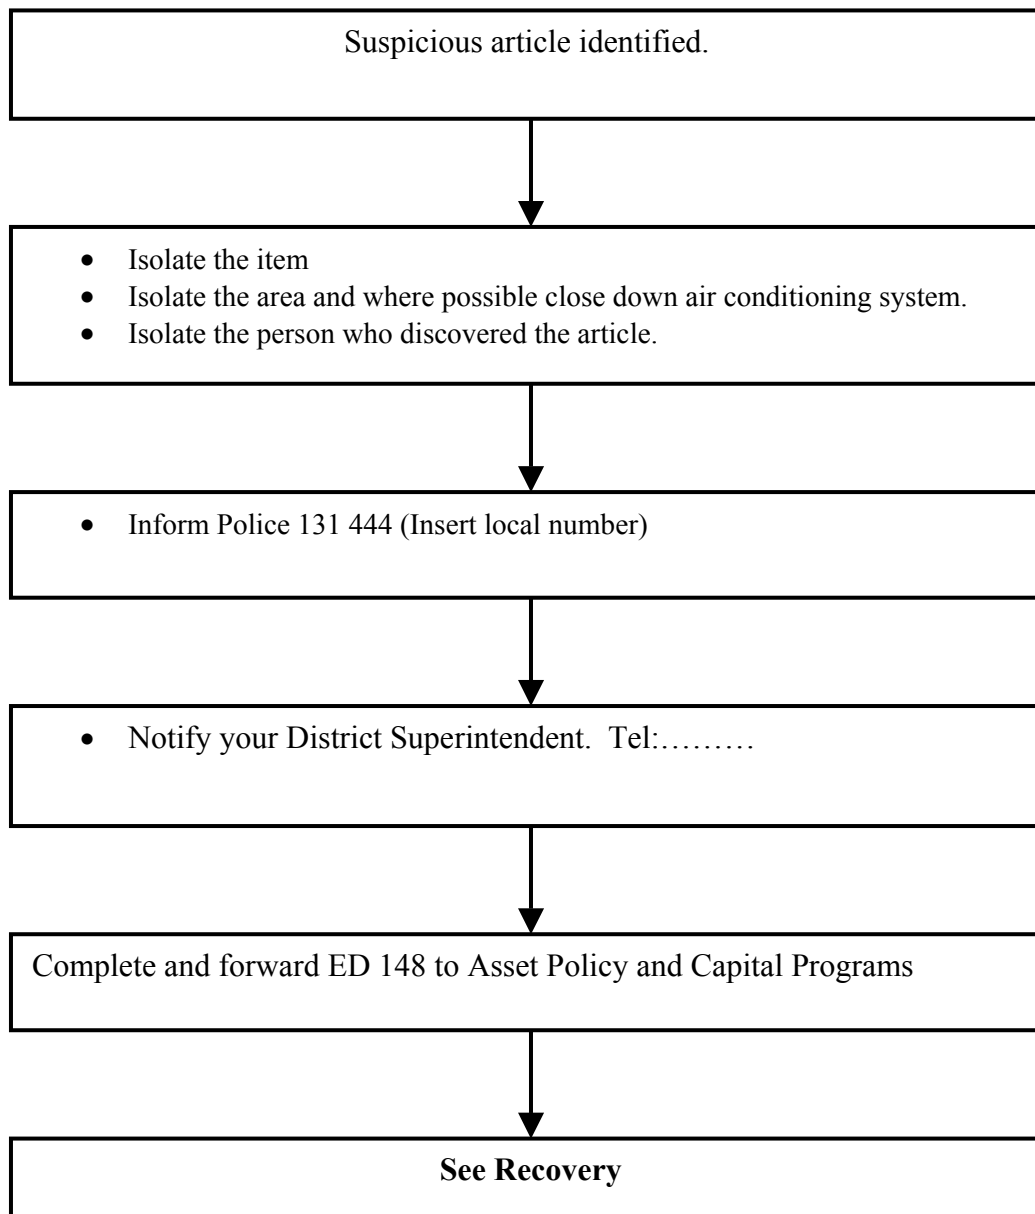 Suspicious article identified.
• Isolate the item
• Isolate the area and where possible close down air conditioning system.
• Isolate the person who discovered the article.
• Inform Police 131 444 (Insert local number)
• Notify your District Superintendent.  Tel:………
Complete and forward ED 148 to Asset Policy and Capital Programs
See Recovery